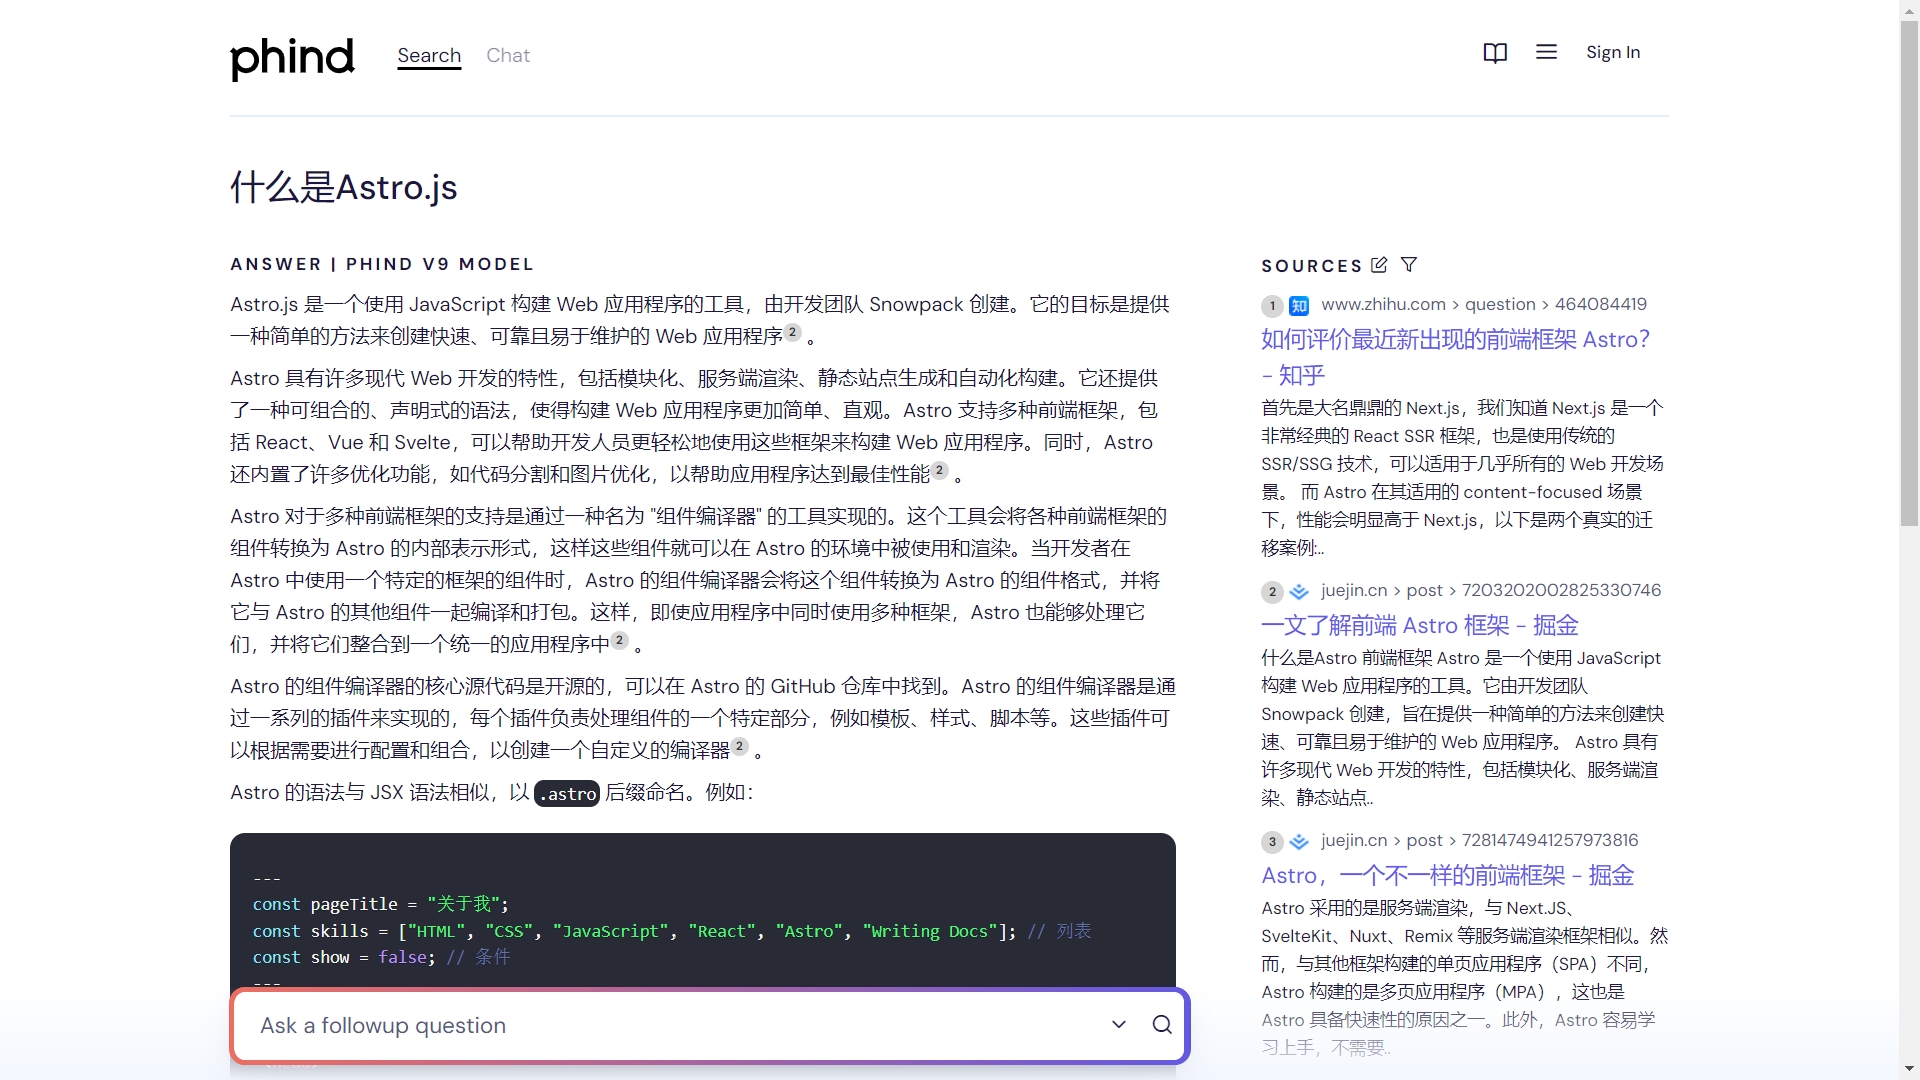 phind
Search
Chat
Sign In
什么是Astro.js
ANSWER | PHIND V9 MODEL
Astro.js 是一个使用 JavaScript 构建 Web 应用程序的工具，由开发团队 Snowpack 创建。它的目标是提供
一种简单的方法来创建快速、可靠且易于维护的 Web 应用程序2 。
Astro 具有许多现代 Web 开发的特性，包括模块化、服务端渲染、静态站点生成和自动化构建。它还提供
了一种可组合的、声明式的语法，使得构建 Web 应用程序更加简单、直观。Astro 支持多种前端框架，包
括 React、Vue 和 Svelte，可以帮助开发人员更轻松地使用这些框架来构建 Web 应用程序。同时，Astro
还内置了许多优化功能，如代码分割和图片优化，以帮助应用程序达到最佳性能2 。
Astro 对于多种前端框架的支持是通过一种名为 "组件编译器" 的工具实现的。这个工具会将各种前端框架的
组件转换为 Astro 的内部表示形式，这样这些组件就可以在 Astro 的环境中被使用和渲染。当开发者在
Astro 中使用一个特定的框架的组件时，Astro 的组件编译器会将这个组件转换为 Astro 的组件格式，并将
它与 Astro 的其他组件一起编译和打包。这样，即使应用程序中同时使用多种框架，Astro 也能够处理它
们，并将它们整合到一个统一的应用程序中2 。
Astro 的组件编译器的核心源代码是开源的，可以在 Astro 的 GitHub 仓库中找到。Astro 的组件编译器是通
过一系列的插件来实现的，每个插件负责处理组件的一个特定部分，例如模板、样式、脚本等。这些插件可
以根据需要进行配置和组合，以创建一个自定义的编译器2 。
Astro 的语法与 JSX 语法相似，以 .astro 后缀命名。例如：
---
const pageTitle = "关于我";
const skills = ["HTML", "CSS", "JavaScript", "React", "Astro", "Writing Docs"]; // 列表
const show = false; // 条件
---
Ask a followup question
SOURCES
1 知 www.zhihu.com › question › 464084419
如何评价最近新出现的前端框架 Astro？
- 知乎
首先是大名鼎鼎的 Next.js，我们知道 Next.js 是一个
非常经典的 React SSR 框架，也是使用传统的
SSR/SSG 技术，可以适用于几乎所有的 Web 开发场
景。 而 Astro 在其适用的 content-focused 场景
下，性能会明显高于 Next.js，以下是两个真实的迁
移案例:..
2 juejin.cn › post › 7203202002825330746
一文了解前端 Astro 框架 - 掘金
什么是Astro 前端框架 Astro 是一个使用 JavaScript
构建 Web 应用程序的工具。它由开发团队
Snowpack 创建，旨在提供一种简单的方法来创建快
速、可靠且易于维护的 Web 应用程序。 Astro 具有
许多现代 Web 开发的特性，包括模块化、服务端渲
染、静态站点..
3 juejin.cn › post › 7281474941257973816
Astro，一个不一样的前端框架 - 掘金
Astro 采用的是服务端渲染，与 Next.JS、
SvelteKit、Nuxt、Remix 等服务端渲染框架相似。然
而，与其他框架构建的单页应用程序（SPA）不同，
Astro 构建的是多页应用程序（MPA），这也是
Astro 具备快速性的原因之一。此外，Astro 容易学
习上手，不需要..